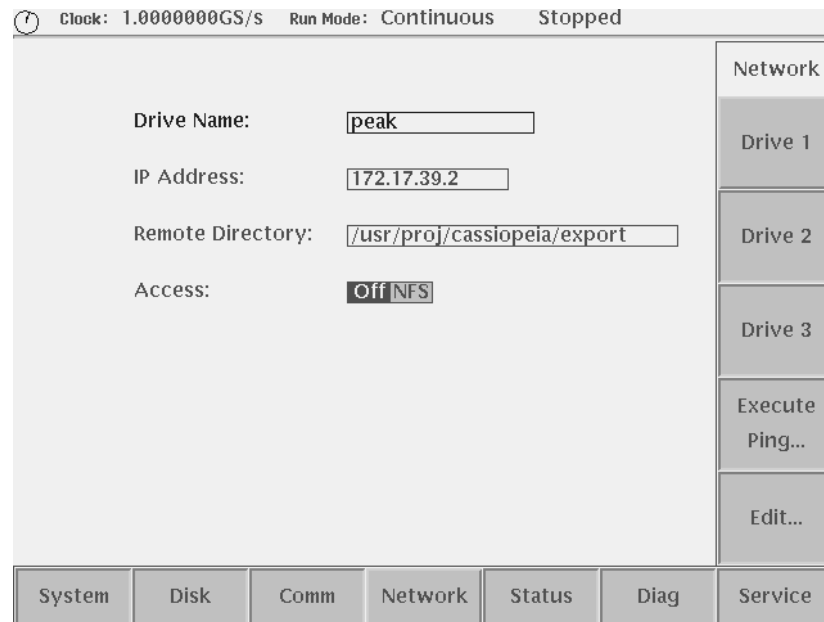 Clock: 1.0000000GS/s Run Mode: Continuous Stopped
Network
Drive Name: peak
Drive 1
IP Address: 172.17.39.2
Remote Directory: /usr/proj/cassiopeia/export
Drive 2
Access: Off NFS
Drive 3
Execute
Ping...
Edit...
System Disk Comm Network Status Diag Service